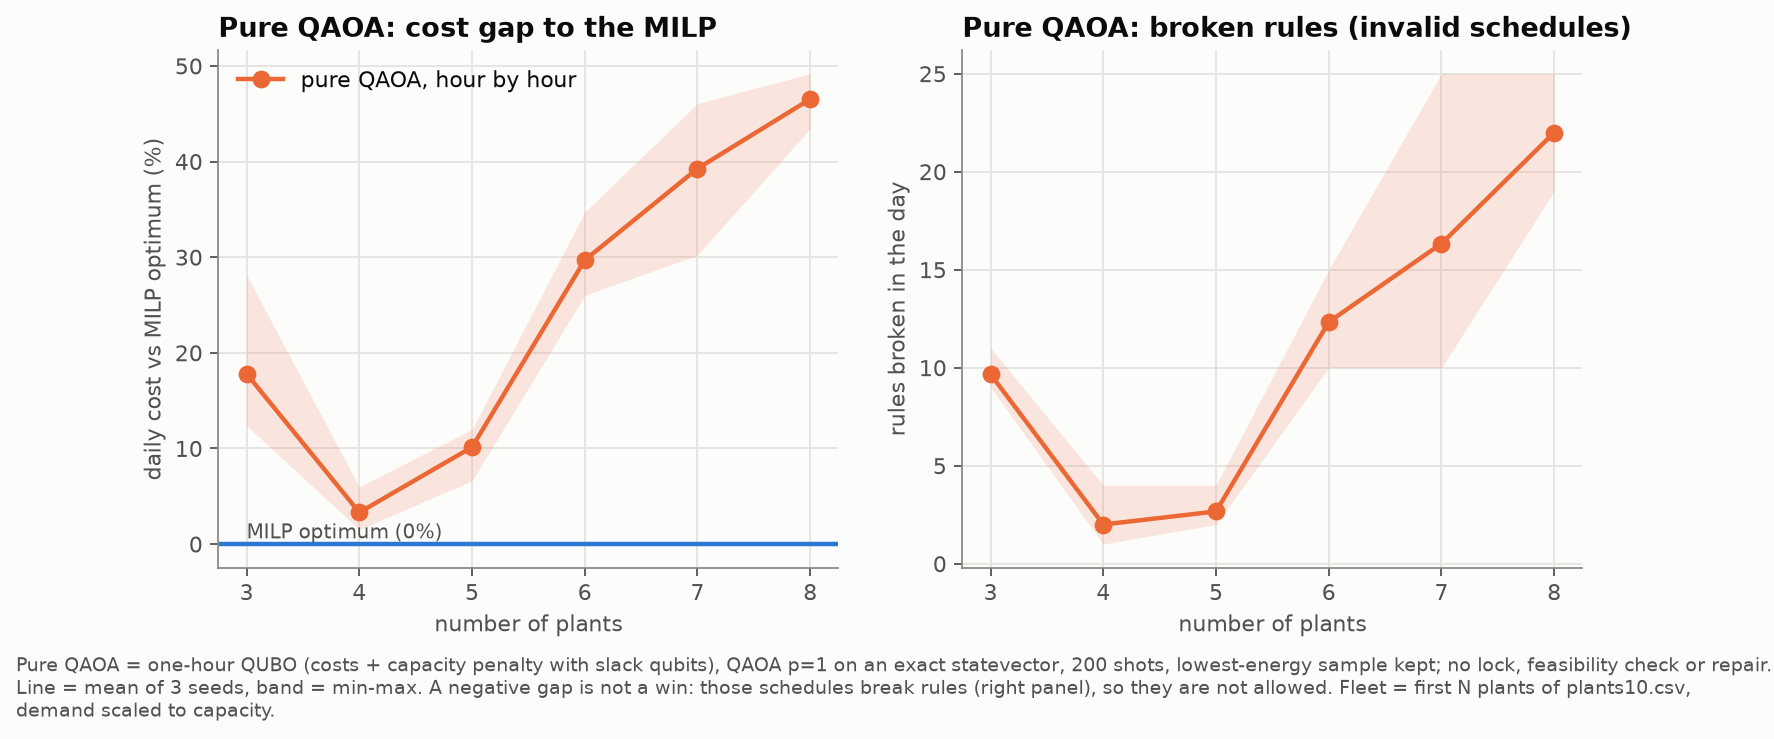 Pure QAOA: cost gap to the MILP
50
40
30
20
10
0
daily cost vs MILP optimum (%)
pure QAOA, hour by hour
MILP optimum (0%)
3 4 5 6 7 8
number of plants
Pure QAOA: broken rules (invalid schedules)
25
20
15
10
5
0
rules broken in the day
3 4 5 6 7 8
number of plants
Pure QAOA = one-hour QUBO (costs + capacity penalty with slack qubits), QAOA p=1 on an exact statevector, 200 shots, lowest-energy sample kept; no lock, feasibility check or repair.
Line = mean of 3 seeds, band = min-max. A negative gap is not a win: those schedules break rules (right panel), so they are not allowed. Fleet = first N plants of plants10.csv,
demand scaled to capacity.